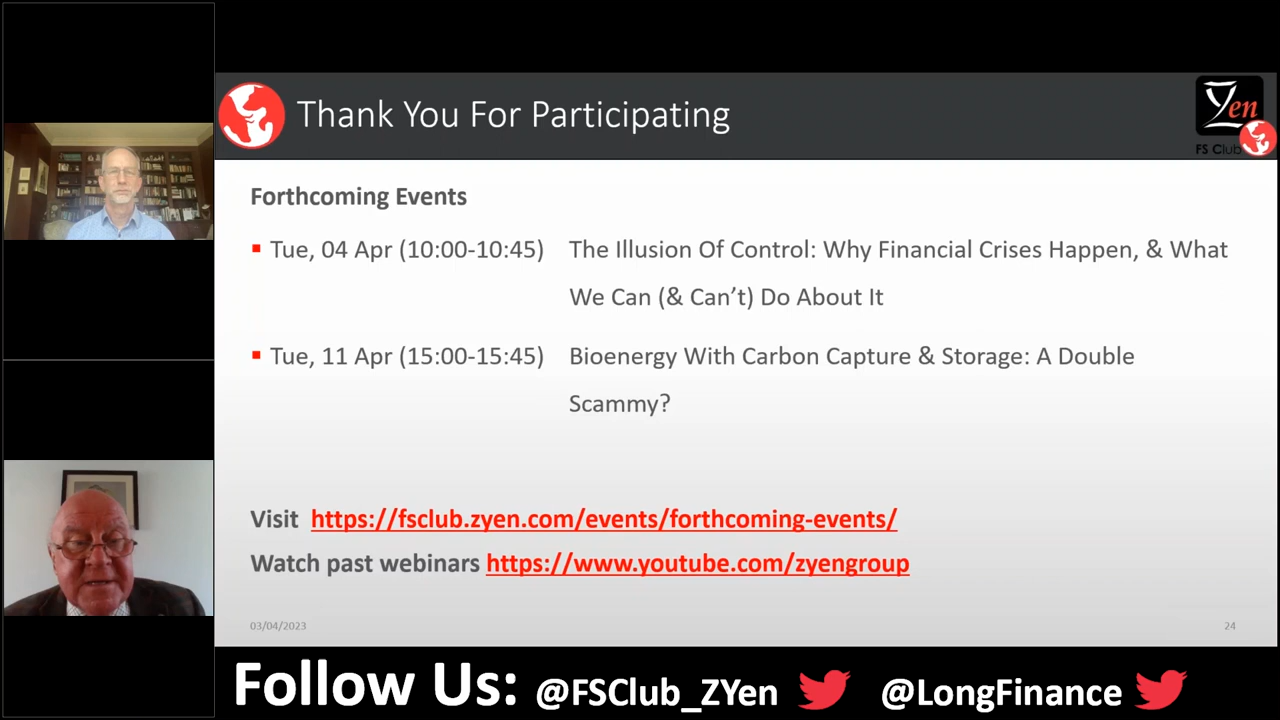 Thank You For Participating
Zen
FS Club
Forthcoming Events
Tue, 04 Apr (10:00-10:45) The Illusion Of Control: Why Financial Crises Happen, & What
We Can (& Can't) Do About It
Tue, 11 Apr (15:00-15:45) Bioenergy With Carbon Capture & Storage: A Double
Scammy?
Visit https://fsclub.zyen.com/events/forthcoming-events/
Watch past webinars https://www.youtube.com/zyengroup
03/04/2023
24
Follow Us: @FSClub_ZYen @LongFinance